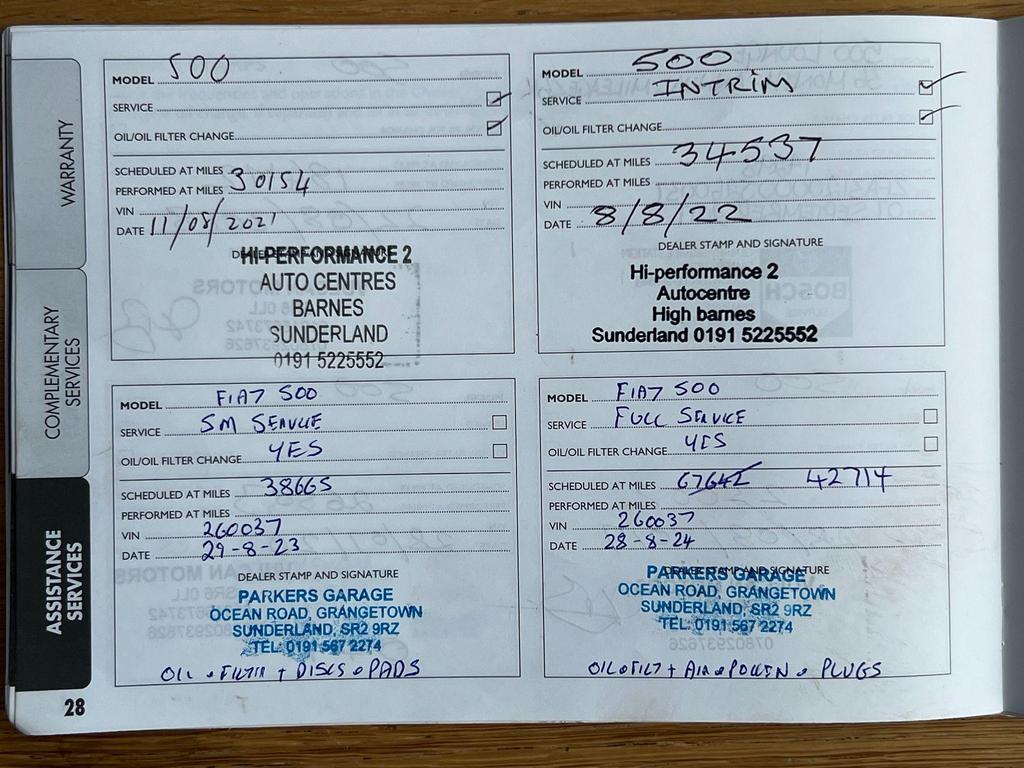 WARRANTY
COMPLEMENTARY
SERVICES
ASSISTANCE
SERVICES
28
MODEL 500
SERVICE
OIL/OIL FILTER CHANGE
SCHEDULED AT MILES
PERFORMED AT MILES 30154
VIN
DATE 11/08/2021
HI-PERFORMANCE 2
AUTO CENTRES
BARNES
SUNDERLAND
0191 5225552
MODEL 500
SERVICE INTRIM
OIL/OIL FILTER CHANGE
SCHEDULED AT MILES 34537
PERFORMED AT MILES
VIN
DATE 8/8/22
DEALER STAMP AND SIGNATURE
Hi-performance 2
Autocentre
High barnes
Sunderland 0191 5225552
MODEL FIAT 500
SERVICE SM SERVICE
OIL/OIL FILTER CHANGE YES
SCHEDULED AT MILES 38665
PERFORMED AT MILES
VIN 260037
DATE 29-8-23
DEALER STAMP AND SIGNATURE
PARKERS GARAGE
OCEAN ROAD, GRANGETOWN
SUNDERLAND, SR2 9RZ
TEL: 0191 567 2274
OIL + FILTER + DISCS + PADS
MODEL FIAT 500
SERVICE FULL SERVICE
OIL/OIL FILTER CHANGE YES
SCHEDULED AT MILES 67642 42714
PERFORMED AT MILES
VIN 260037
DATE 28-8-24
DEALER STAMP AND SIGNATURE
PARKERS GARAGE
OCEAN ROAD, GRANGETOWN
SUNDERLAND, SR2 9RZ
TEL: 0191 567 2274
OIL + FILT + AIR + POLLEN + PLUGS